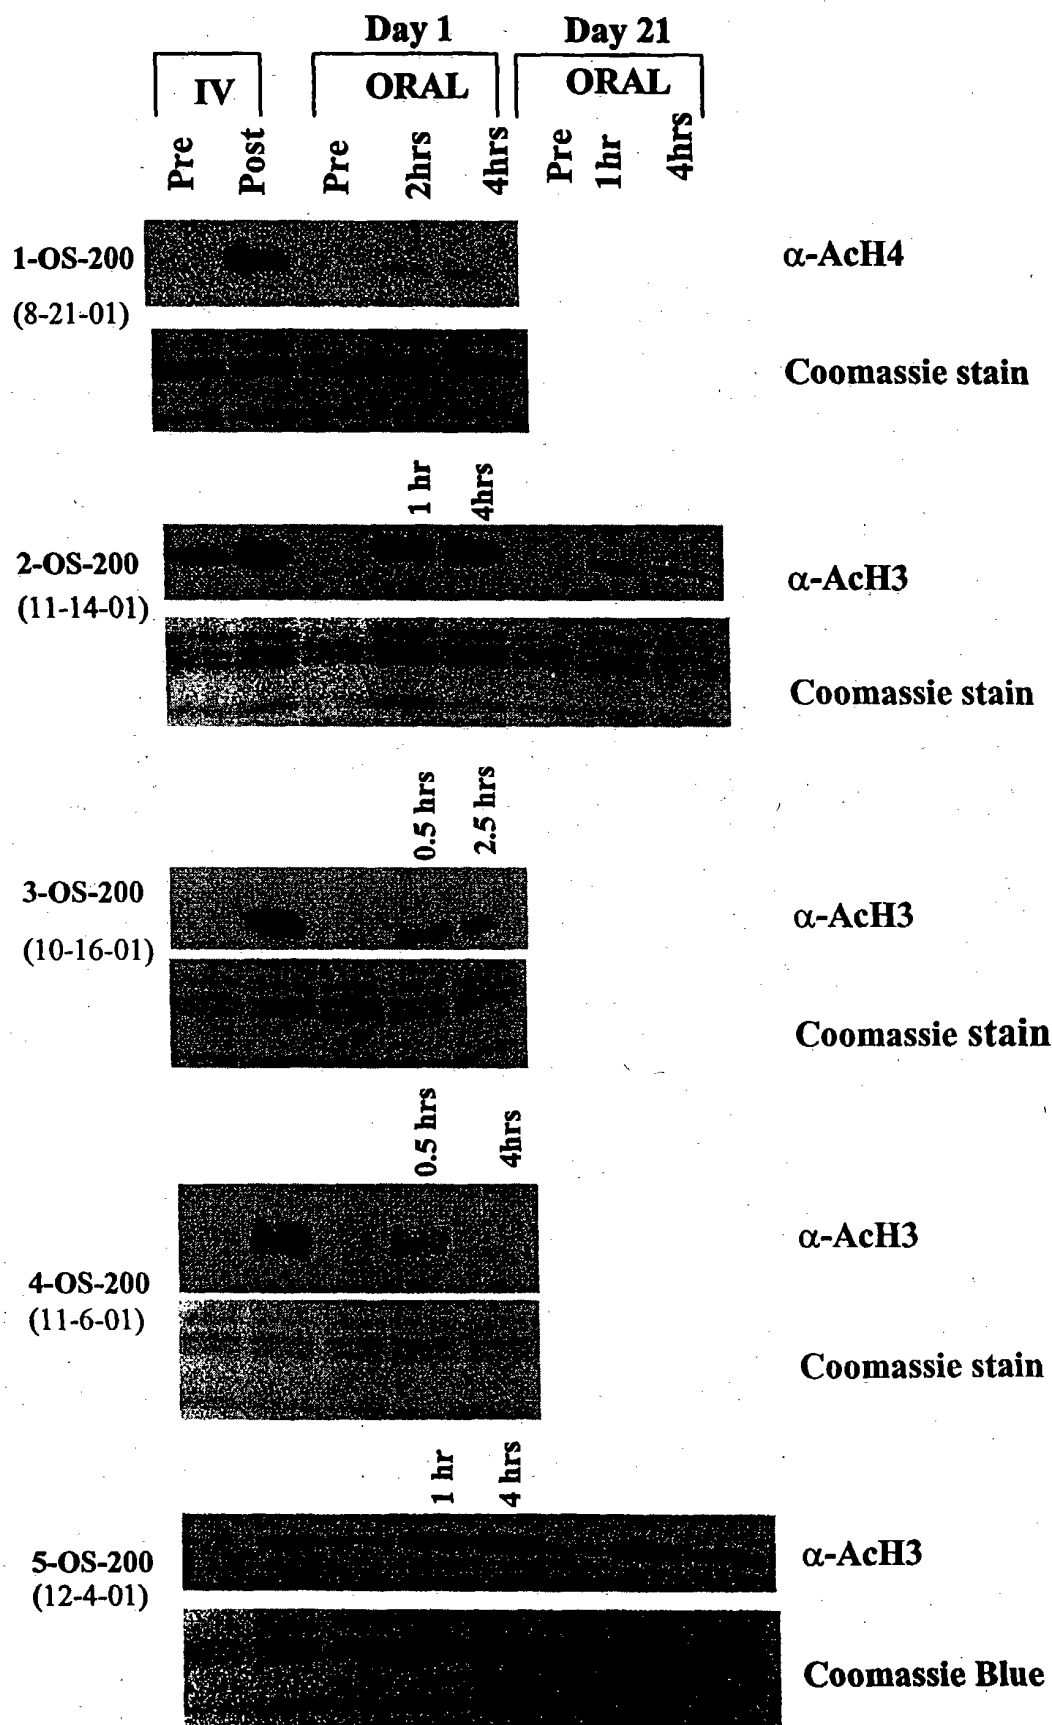 Day 1 Day 21
IV ORAL ORAL
Pre Post Pre 2hrs 4hrs Pre 1hr 4hrs
1-OS-200 α-AcH4
(8-21-01)
Coomassie stain
1 hr 4hrs
2-OS-200 α-AcH3
(11-14-01)
Coomassie stain
0.5 hrs 2.5 hrs
3-OS-200 α-AcH3
(10-16-01)
Coomassie stain
0.5 hrs 4hrs
α-AcH3
4-OS-200
(11-6-01)
Coomassie stain
1 hr 4 hrs
5-OS-200 α-AcH3
(12-4-01)
Coomassie Blue